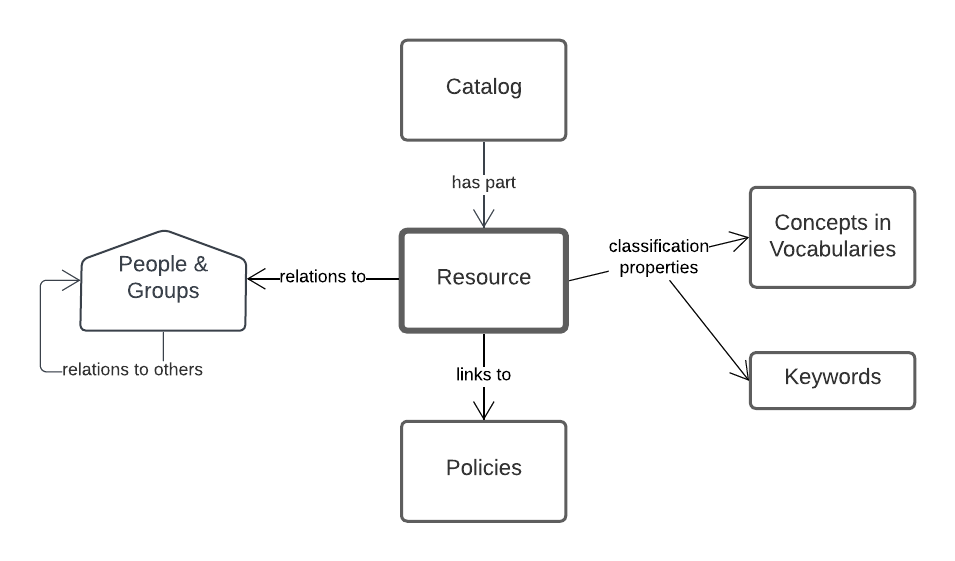 Catalog
has part
People &
Groups
relations to
Resource
classification
properties
Concepts in
Vocabularies
relations to others
links to
Keywords
Policies